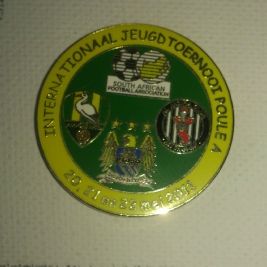 INTERNATIONAAL JEUGDTOERNOOI POULE A
SOUTH AFRICAN
FOOTBALL ASSOCIATION
20, 21 en 22 mei 2011